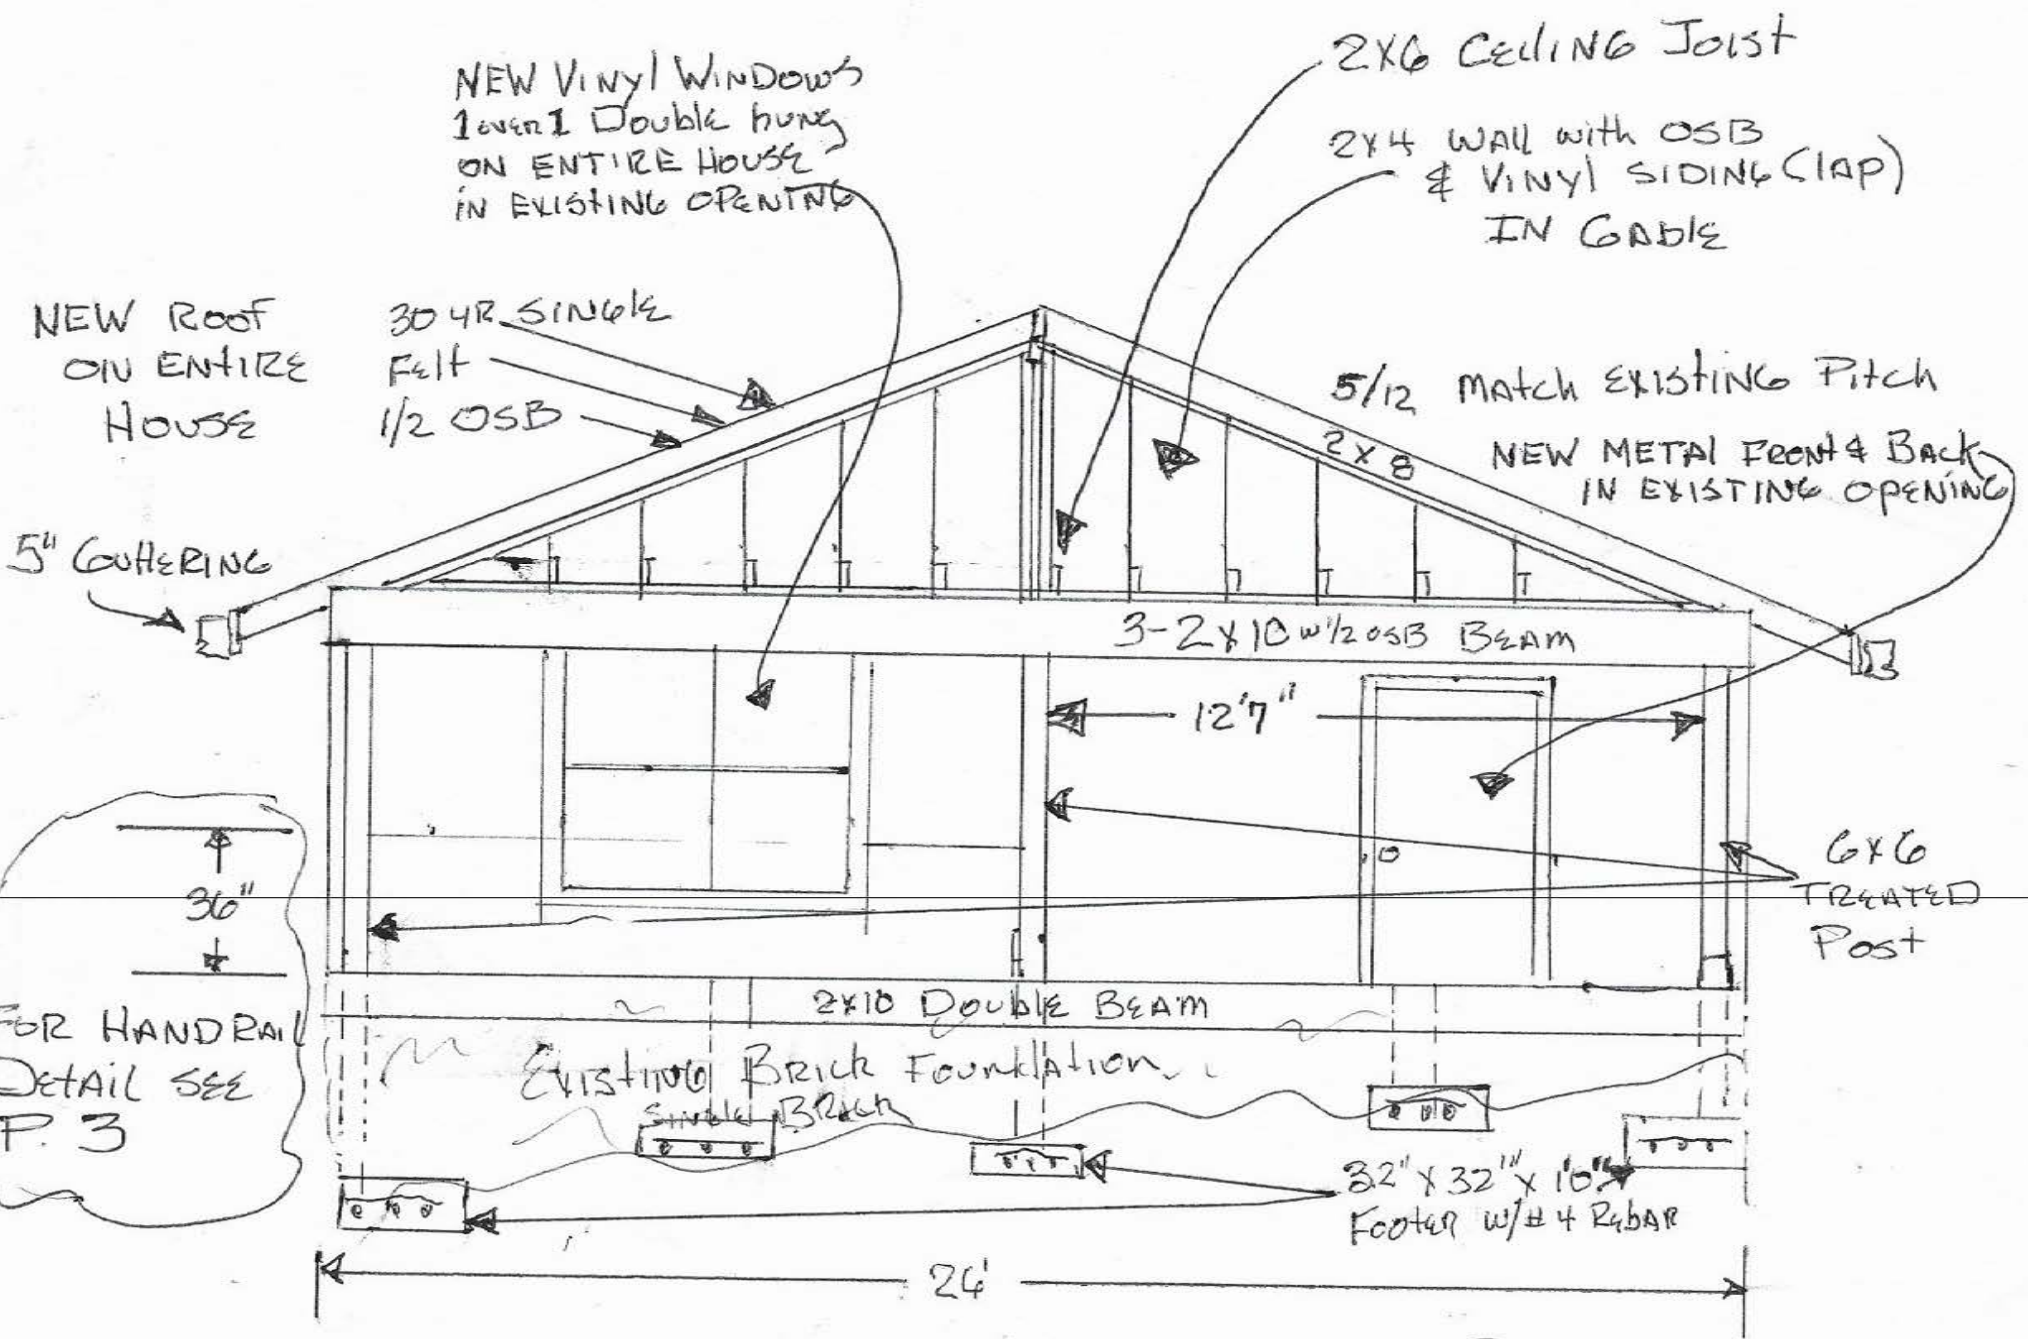 NEW Vinyl WINDOWS
1 over 1 Double hung
ON ENTIRE HOUSE
in EXISTING OPENING
2X6 CEILING JOIST
2X4 WAll with OSB
& VINYl SIDING (lAP)
IN GABLE
NEW ROOF
ON ENTIRE
HOUSE
30 YR SINGLE
Felt
1/2 OSB
5/12 MATCH EXISTING PITCH
2 X 8
NEW METAl FRONT & BACK
IN EXISTING OPENING
5" GUTTERING
3-2X10 W 1/2 OSB BEAM
12'7"
36"
6X6
TREATED
Post
FOR HANDRAIL
DETAIL SEE
P. 3
2X10 Double BEAM
EXISTING BRICK FOUNDATION
SINGLE BRICK
32" X 32" X 10"
FOOTER W/#4 REBAR